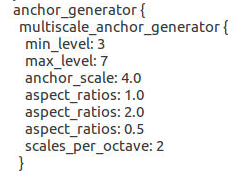 anchor_generator {
  multiscale_anchor_generator {
    min_level: 3
    max_level: 7
    anchor_scale: 4.0
    aspect_ratios: 1.0
    aspect_ratios: 2.0
    aspect_ratios: 0.5
    scales_per_octave: 2
  }